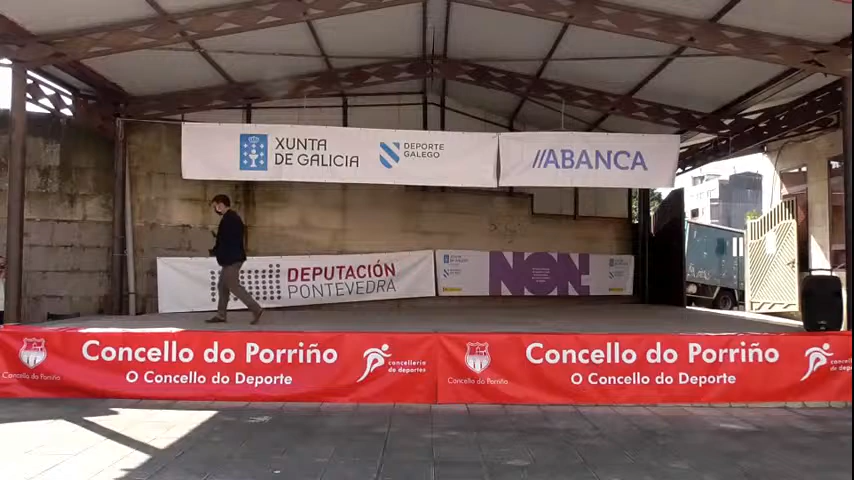 XUNTA
DE GALICIA
DEPORTE
GALEGO
//ABANCA
DEPUTACIÓN
PONTEVEDRA
NON!
Concello do Porriño
Concello do Porriño
O Concello do Deporte
concellería
de deportes
Concello do Porriño
Concello do Porriño
O Concello do Deporte